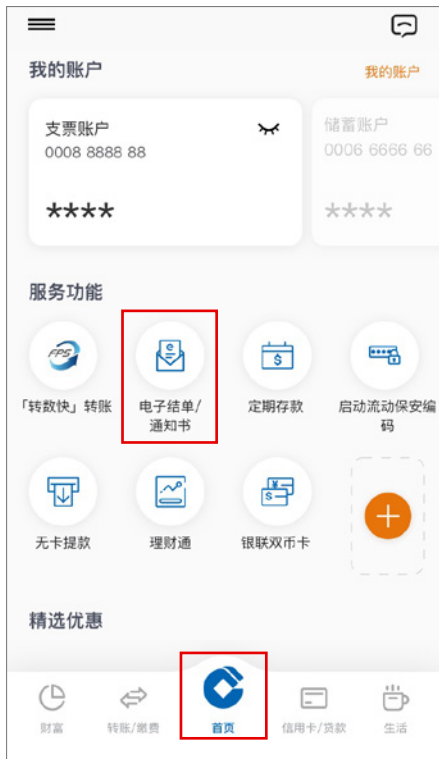 我的账户
我的账户
支票账户
0008 8888 88
****
储蓄账户
0006 6666 66
****
服务功能
FPS
「转数快」转账
电子结单/
通知书
定期存款
启动流动保安编
码
无卡提款
理财通
银联双币卡
精选优惠
财富
转账/缴费
首页
信用卡/贷款
生活